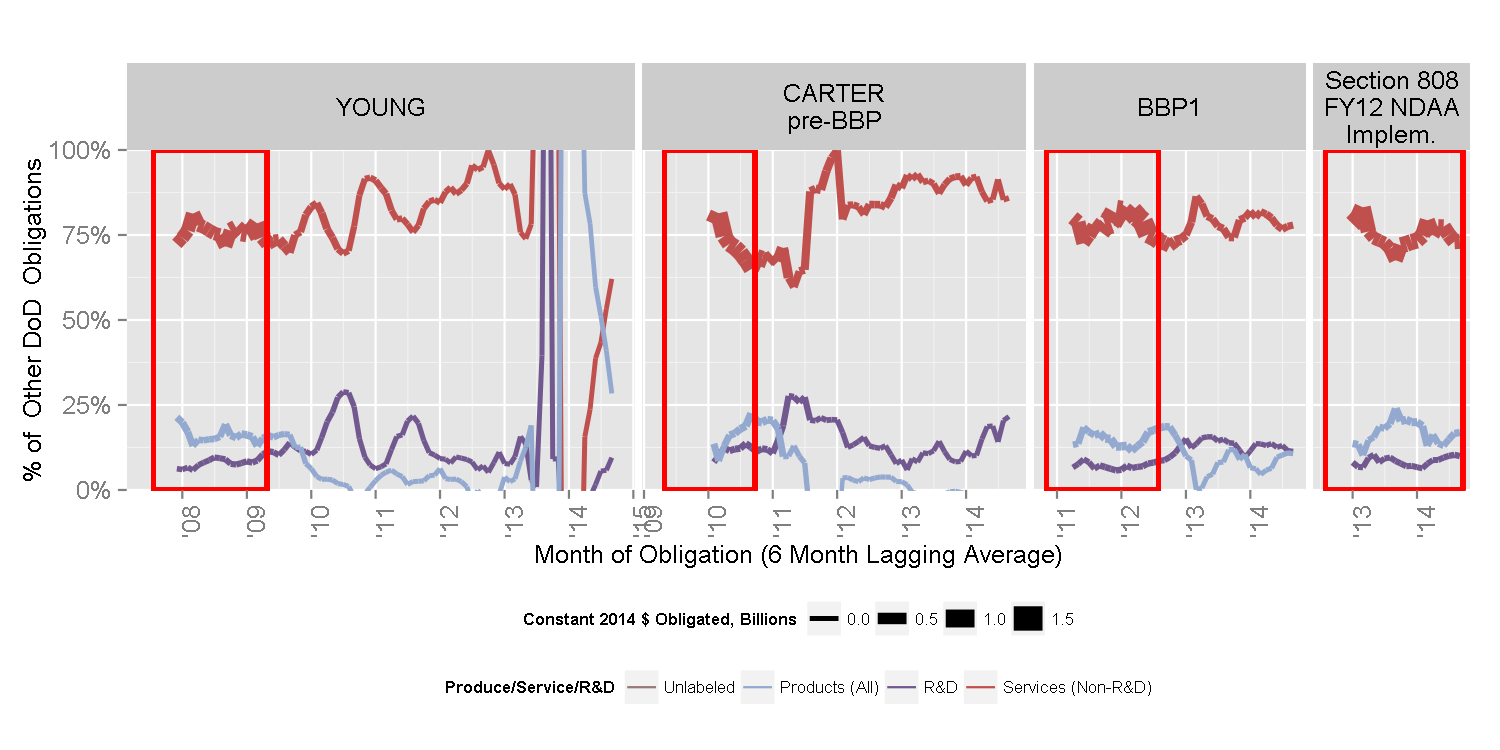 YOUNG
CARTER
pre-BBP
BBP1
Section 808
FY12 NDAA
Implem.
% of Other DoD Obligations
100%
75%
50%
25%
0%
'08
'09
'10
'11
'12
'13
'14
'15
'09
'10
'11
'12
'13
'14
'11
'12
'13
'14
'13
'14
Month of Obligation (6 Month Lagging Average)
Constant 2014 $ Obligated, Billions 0.0 0.5 1.0 1.5
Produce/Service/R&D Unlabeled Products (All) R&D Services (Non-R&D)